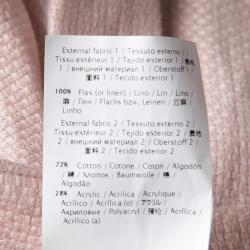 External fabric 1 / Tessuto esterno 1 /
Tissu extérieur 1 / Tejido exterior 1 / 表地
1 / внешний материал 1 / Oberstoff 1 /
面料 1 / Tecido exterior 1
100% Flax (or linen) / Lino / Lin / Lino /
麻 / Лен / Flachs bzw. Leinen / 亚麻 /
Linho
External fabric 2 / Tessuto esterno 2 /
Tissu extérieur 2 / Tejido exterior 2 / 表地
2 / внешний материал 2 / Oberstoff 2 /
面料 2 / Tecido exterior 2
72% Cotton / Cotone / Coton / Algodón
/ 綿 / Хлопок / Baumwolle / 棉 /
Algodão
28% Acrylic / Acrilica / Acrylique /
Acrílico / Acrílico (a) / アクリル /
Акриловые / Polyacryl / 腈纶 / Acrílico /
Acrílico (a)